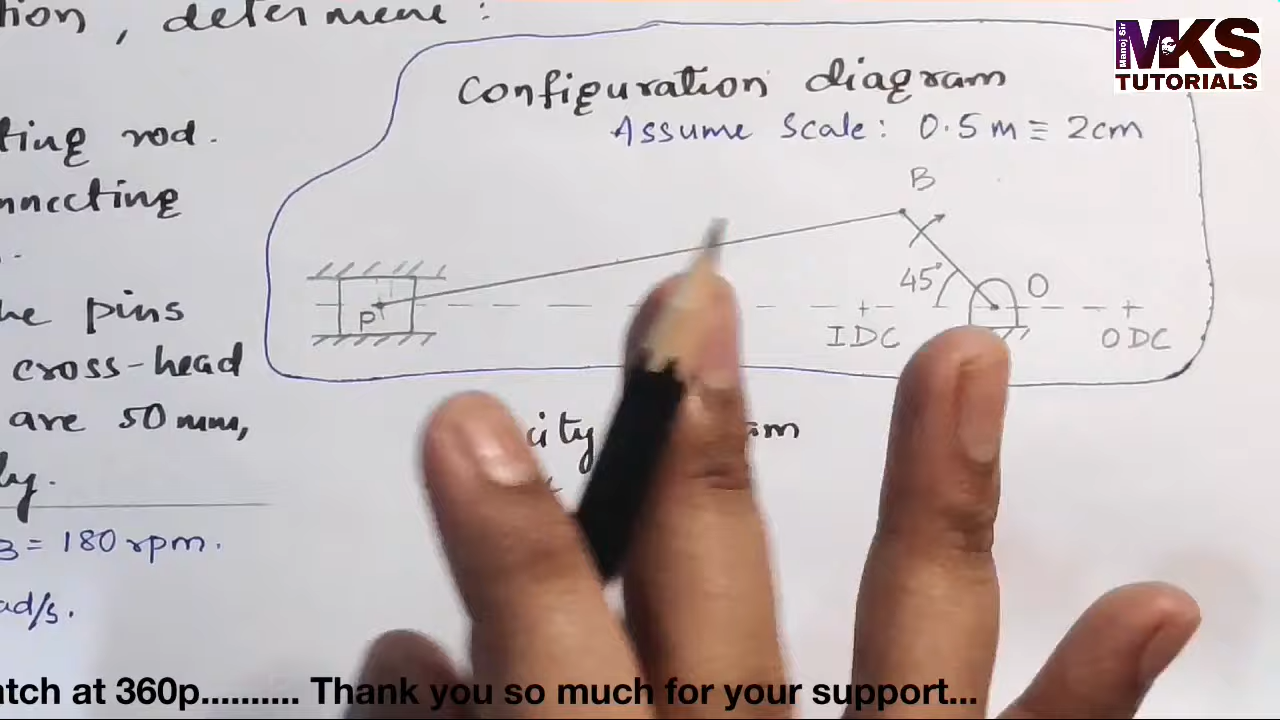 tion, determine :
ting rod.
nnecting
he pins
cross-head
are 50 mm,
ly.
B = 180 rpm.
ad/s.
Configuration diagram
Assume Scale: 0.5 m ≡ 2cm
B
45°
O
P
IDC
ODC
city am
Manoj Sir
MKS
TUTORIALS
atch at 360p.......... Thank you so much for your support...